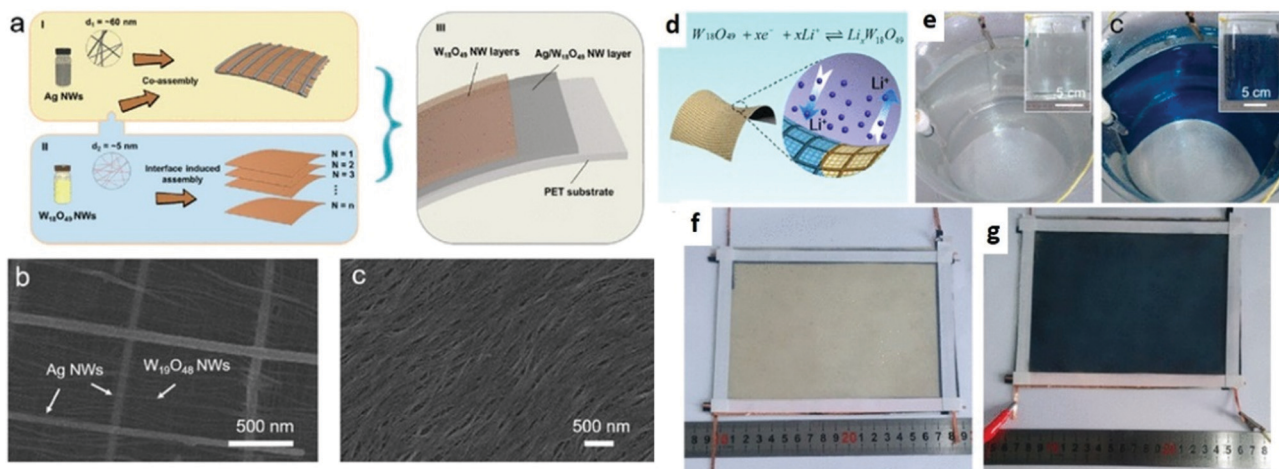 a
I
d₁ = ~60 nm
Ag NWs
Co-assembly
II
d₂ = ~5 nm
W₁₈O₄₉ NWs
Interface induced
assembly
N = 1
N = 2
N = 3
N = n
III
W₁₈O₄₉ NW layers
Ag/W₁₈O₄₉ NW layer
PET substrate
d
W₁₈O₄₉ + xe⁻ + xLi⁺ ⇌ LiₓW₁₈O₄₉
Li⁺
Li⁺
e
5 cm
c
5 cm
b
Ag NWs
W₁₉O₄₈ NWs
500 nm
c
500 nm
f
g